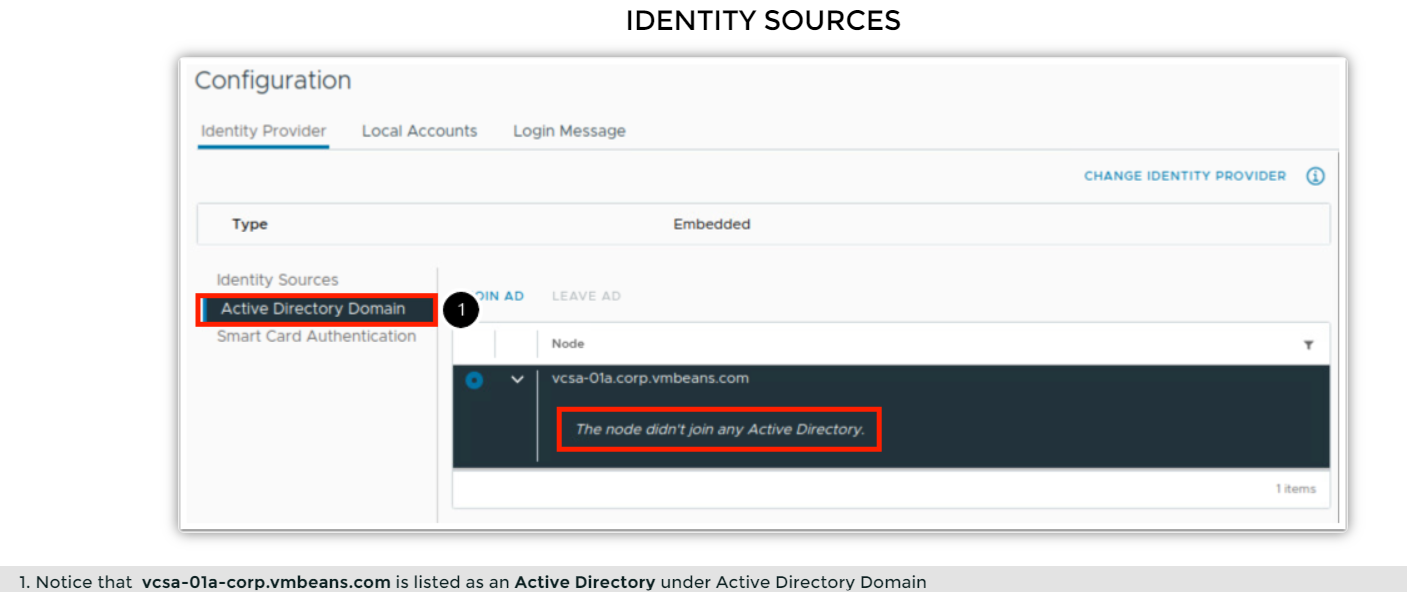 IDENTITY SOURCES
Configuration
Identity Provider Local Accounts Login Message
CHANGE IDENTITY PROVIDER
Type Embedded
Identity Sources
Active Directory Domain
Smart Card Authentication
1
OIN AD LEAVE AD
Node
vcsa-01a.corp.vmbeans.com
The node didn't join any Active Directory.
1 items
1. Notice that vcsa-01a-corp.vmbeans.com is listed as an Active Directory under Active Directory Domain